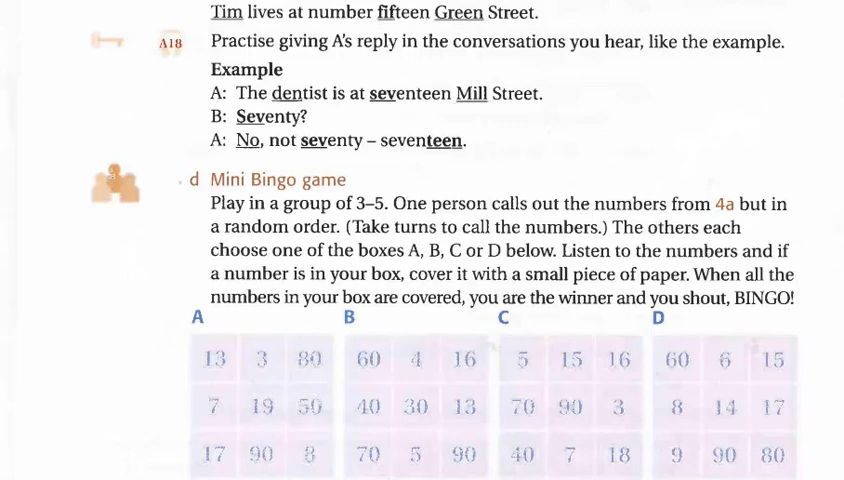 Tim lives at number fifteen Green Street.
A18 Practise giving A's reply in the conversations you hear, like the example.
Example
A: The dentist is at seventeen Mill Street.
B: Seventy?
A: No, not seventy – seventeen.
d Mini Bingo game
Play in a group of 3–5. One person calls out the numbers from 4a but in
a random order. (Take turns to call the numbers.) The others each
choose one of the boxes A, B, C or D below. Listen to the numbers and if
a number is in your box, cover it with a small piece of paper. When all the
numbers in your box are covered, you are the winner and you shout, BINGO!
A B C D
13 3 80 60 4 16 5 15 16 60 6 15
7 19 50 40 30 13 70 90 3 8 14 17
17 90 8 70 5 90 40 7 18 9 90 80